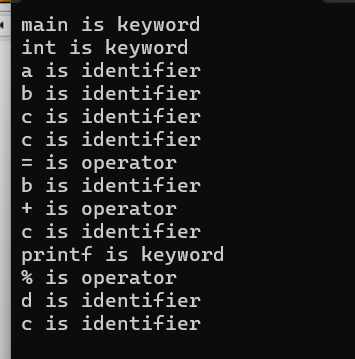 main is keyword
int is keyword
a is identifier
b is identifier
c is identifier
c is identifier
= is operator
b is identifier
+ is operator
c is identifier
printf is keyword
% is operator
d is identifier
c is identifier